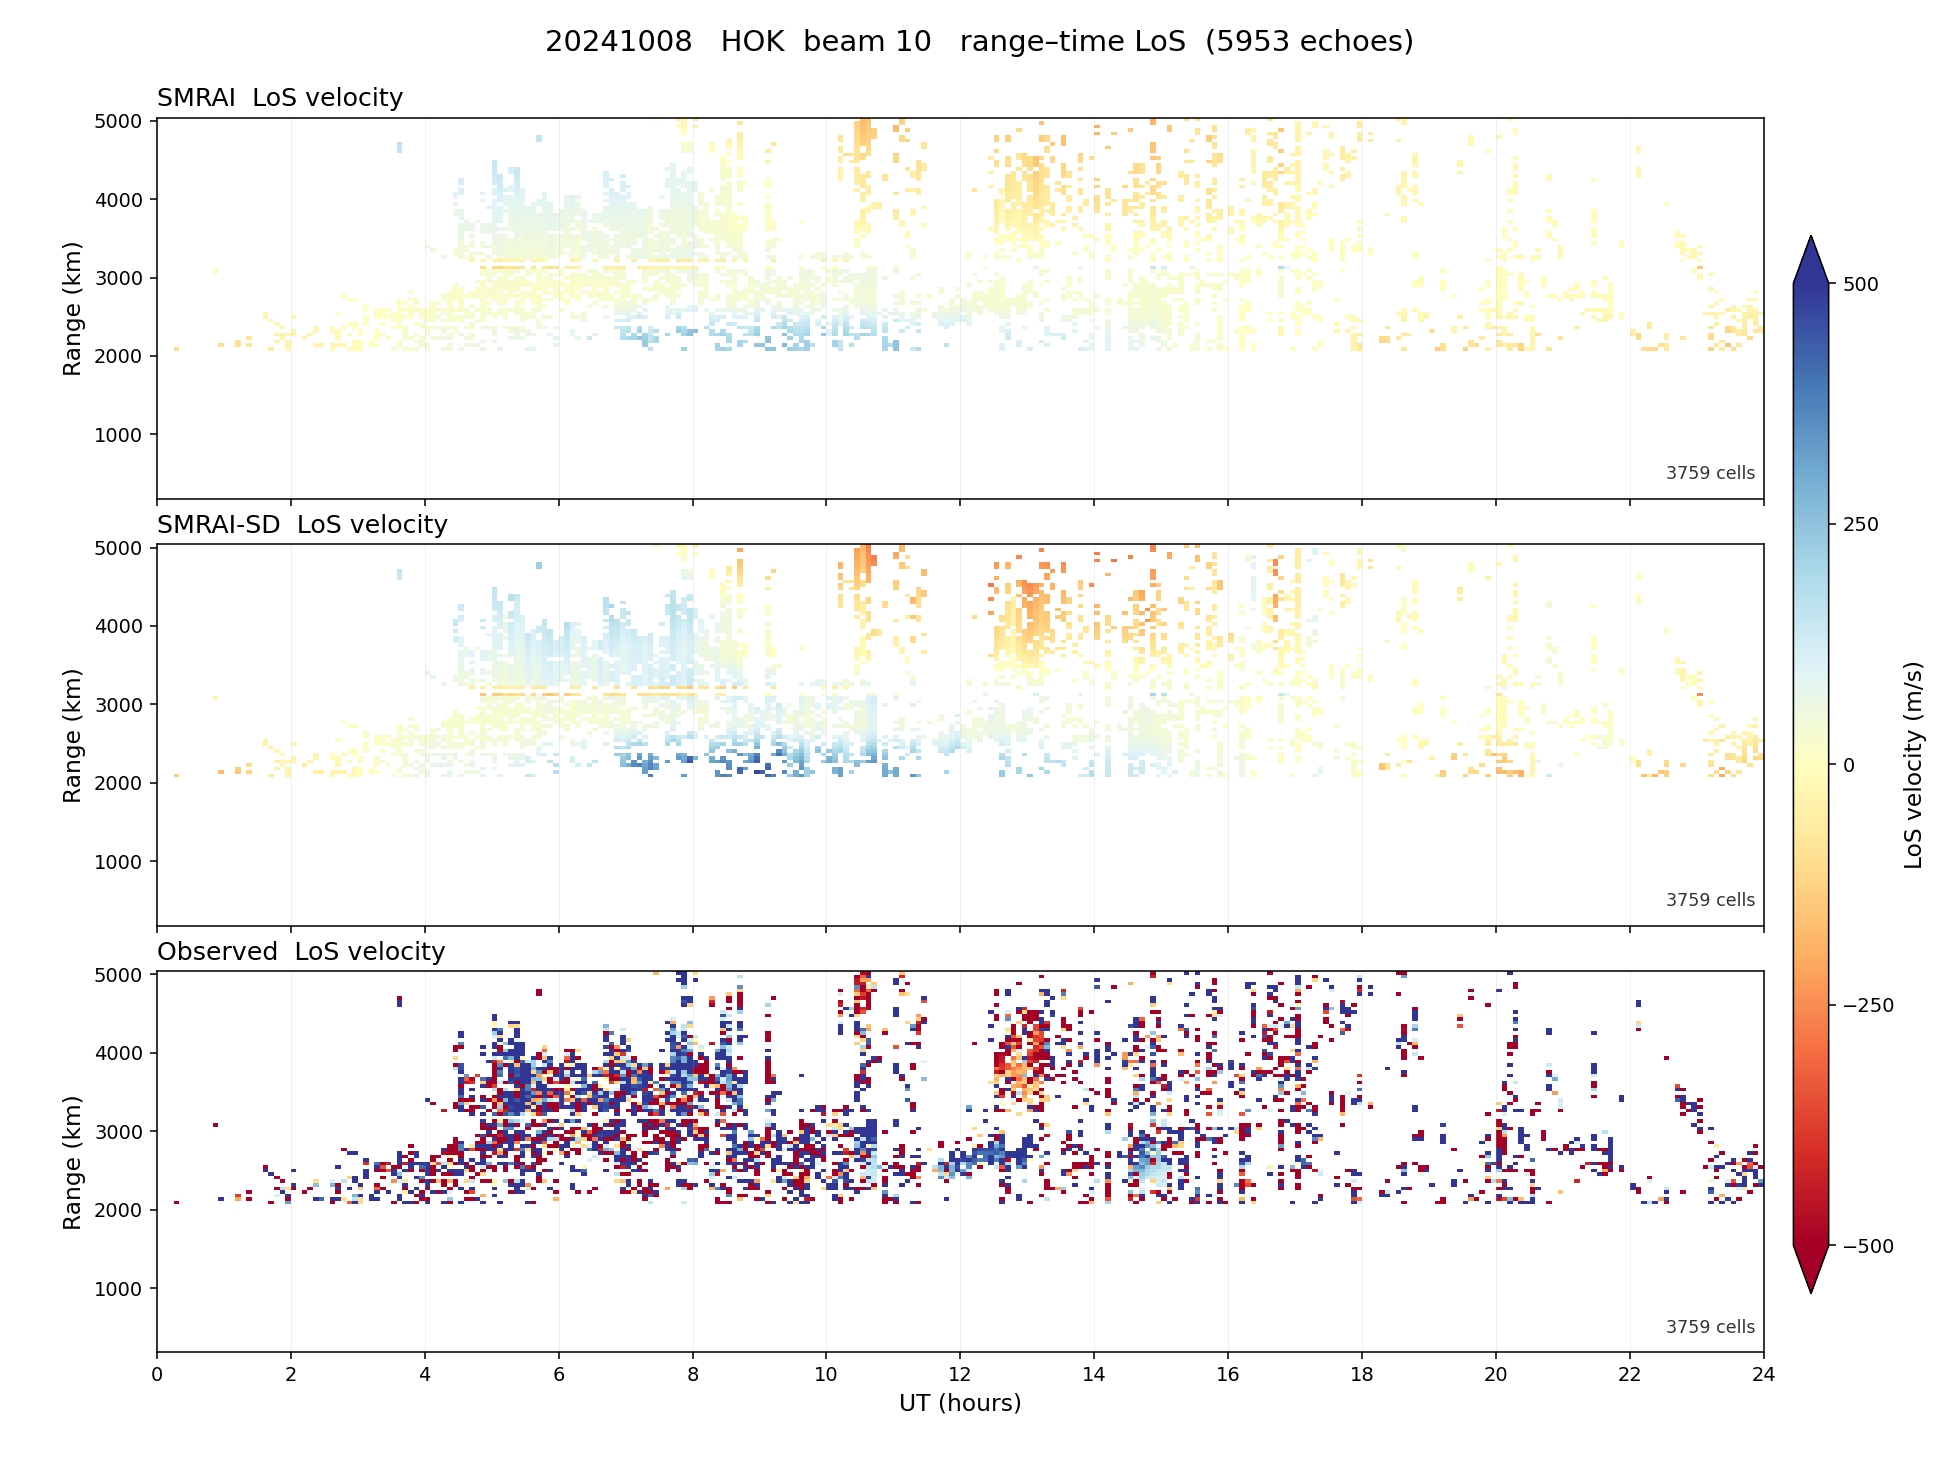 20241008   HOK  beam 10   range–time LoS  (5953 echoes)
SMRAI  LoS velocity
5000
4000
3000
2000
1000
Range (km)
3759 cells
SMRAI-SD  LoS velocity
5000
4000
3000
2000
1000
Range (km)
3759 cells
Observed  LoS velocity
5000
4000
3000
2000
1000
Range (km)
3759 cells
0 2 4 6 8 10 12 14 16 18 20 22 24
UT (hours)
500
250
0
−250
−500
LoS velocity (m/s)